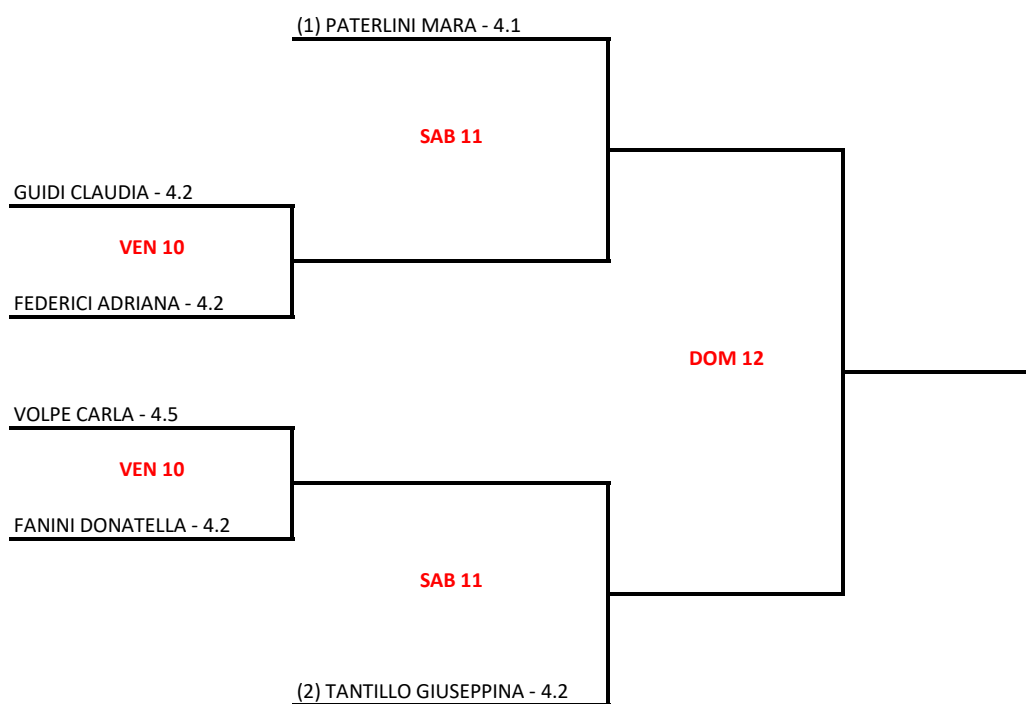 (1) PATERLINI MARA - 4.1
SAB 11
GUIDI CLAUDIA - 4.2
VEN 10
FEDERICI ADRIANA - 4.2
DOM 12
VOLPE CARLA - 4.5
VEN 10
FANINI DONATELLA - 4.2
SAB 11
(2) TANTILLO GIUSEPPINA - 4.2